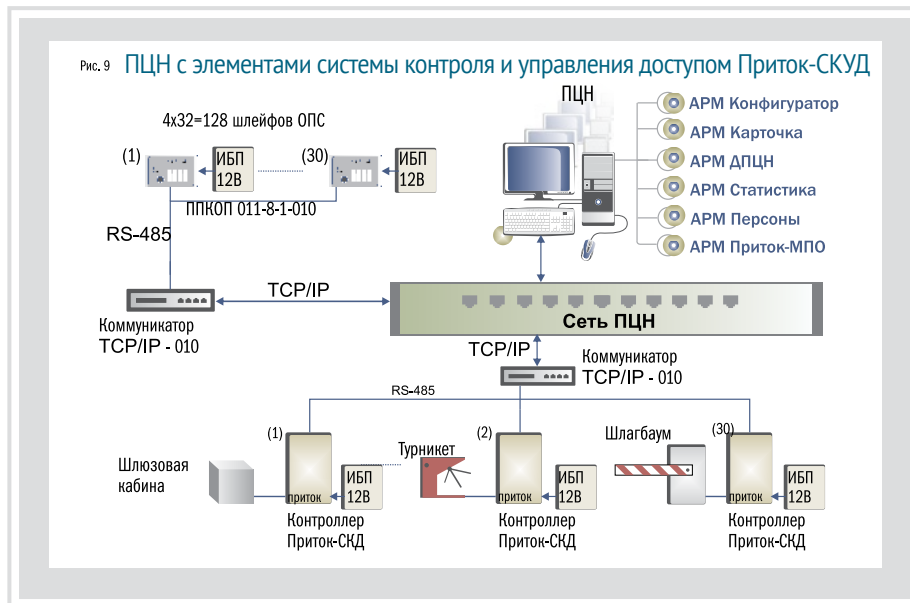 Рис. 9 ПЦН с элементами системы контроля и управления доступом Приток-СКУД
ПЦН
4х32=128 шлейфов ОПС
(1)
ИБП
12В
(30)
ИБП
12В
ППКОП 011-8-1-010
RS-485
АРМ Конфигуратор
АРМ Карточка
АРМ ДПЦН
АРМ Статистика
АРМ Персоны
АРМ Приток-МПО
TCP/IP
Коммуникатор
TCP/IP - 010
Сеть ПЦН
TCP/IP
Коммуникатор
TCP/IP - 010
RS-485
Шлюзовая
кабина
(1)
приток
ИБП
12В
Контроллер
Приток-СКД
Турникет
(2)
приток
ИБП
12В
Контроллер
Приток-СКД
Шлагбаум
(30)
приток
ИБП
12В
Контроллер
Приток-СКД